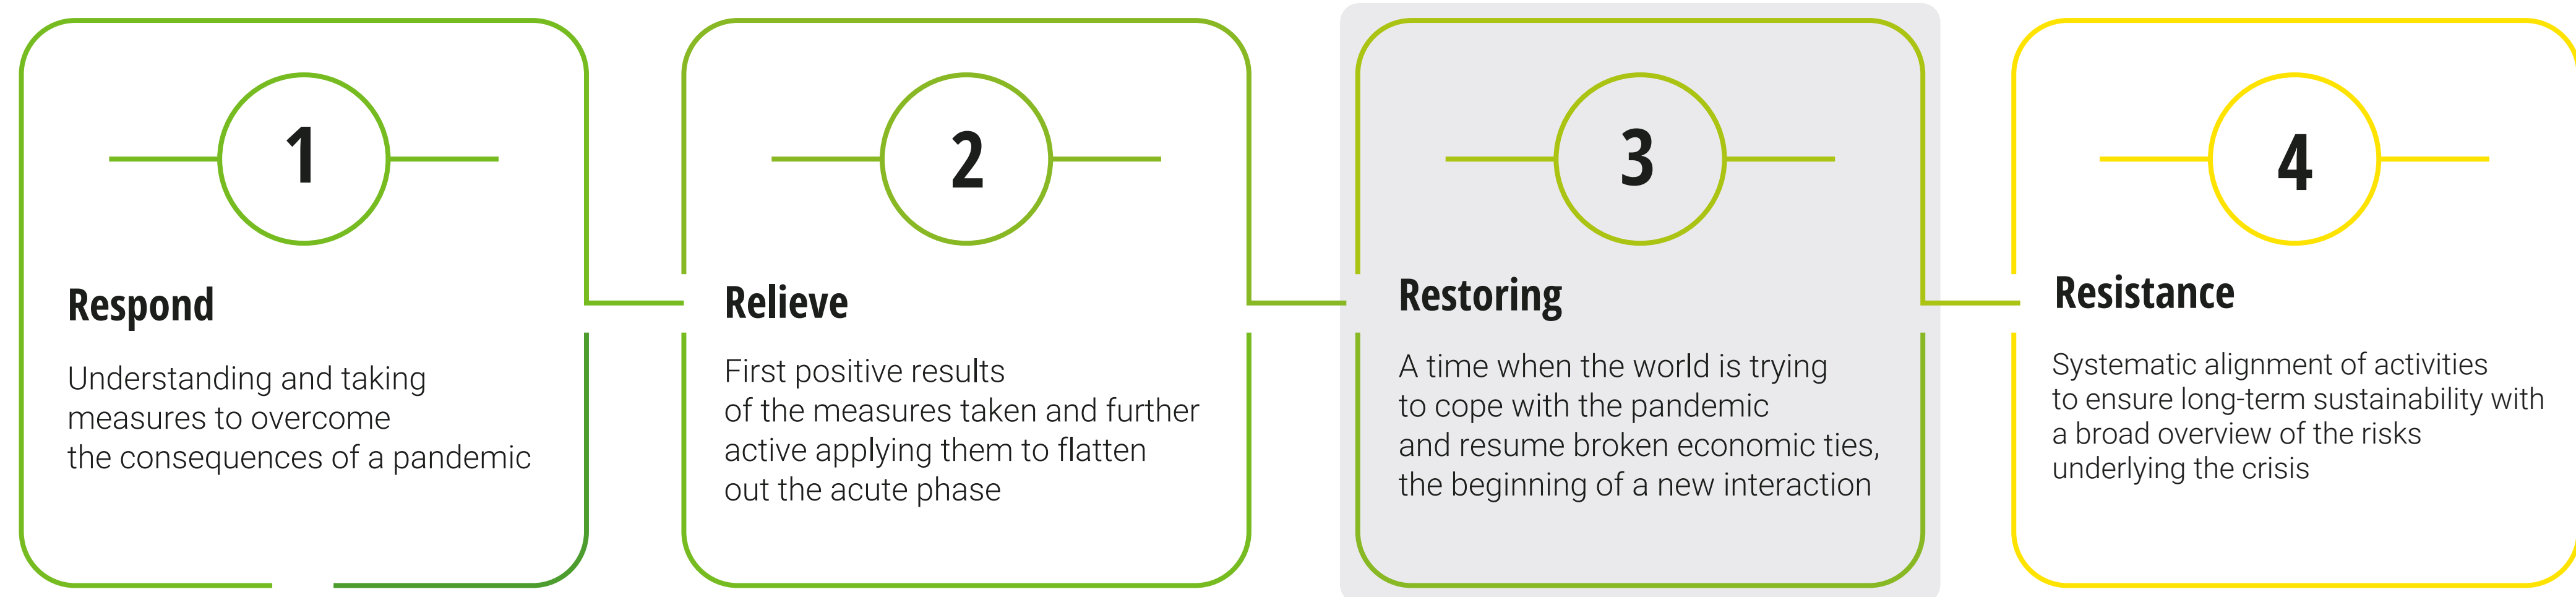 1
Respond
Understanding and taking
measures to overcome
the consequences of a pandemic
2
Relieve
First positive results
of the measures taken and further
active applying them to flatten
out the acute phase
3
Restoring
A time when the world is trying
to cope with the pandemic
and resume broken economic ties,
the beginning of a new interaction
4
Resistance
Systematic alignment of activities
to ensure long-term sustainability with
a broad overview of the risks
underlying the crisis